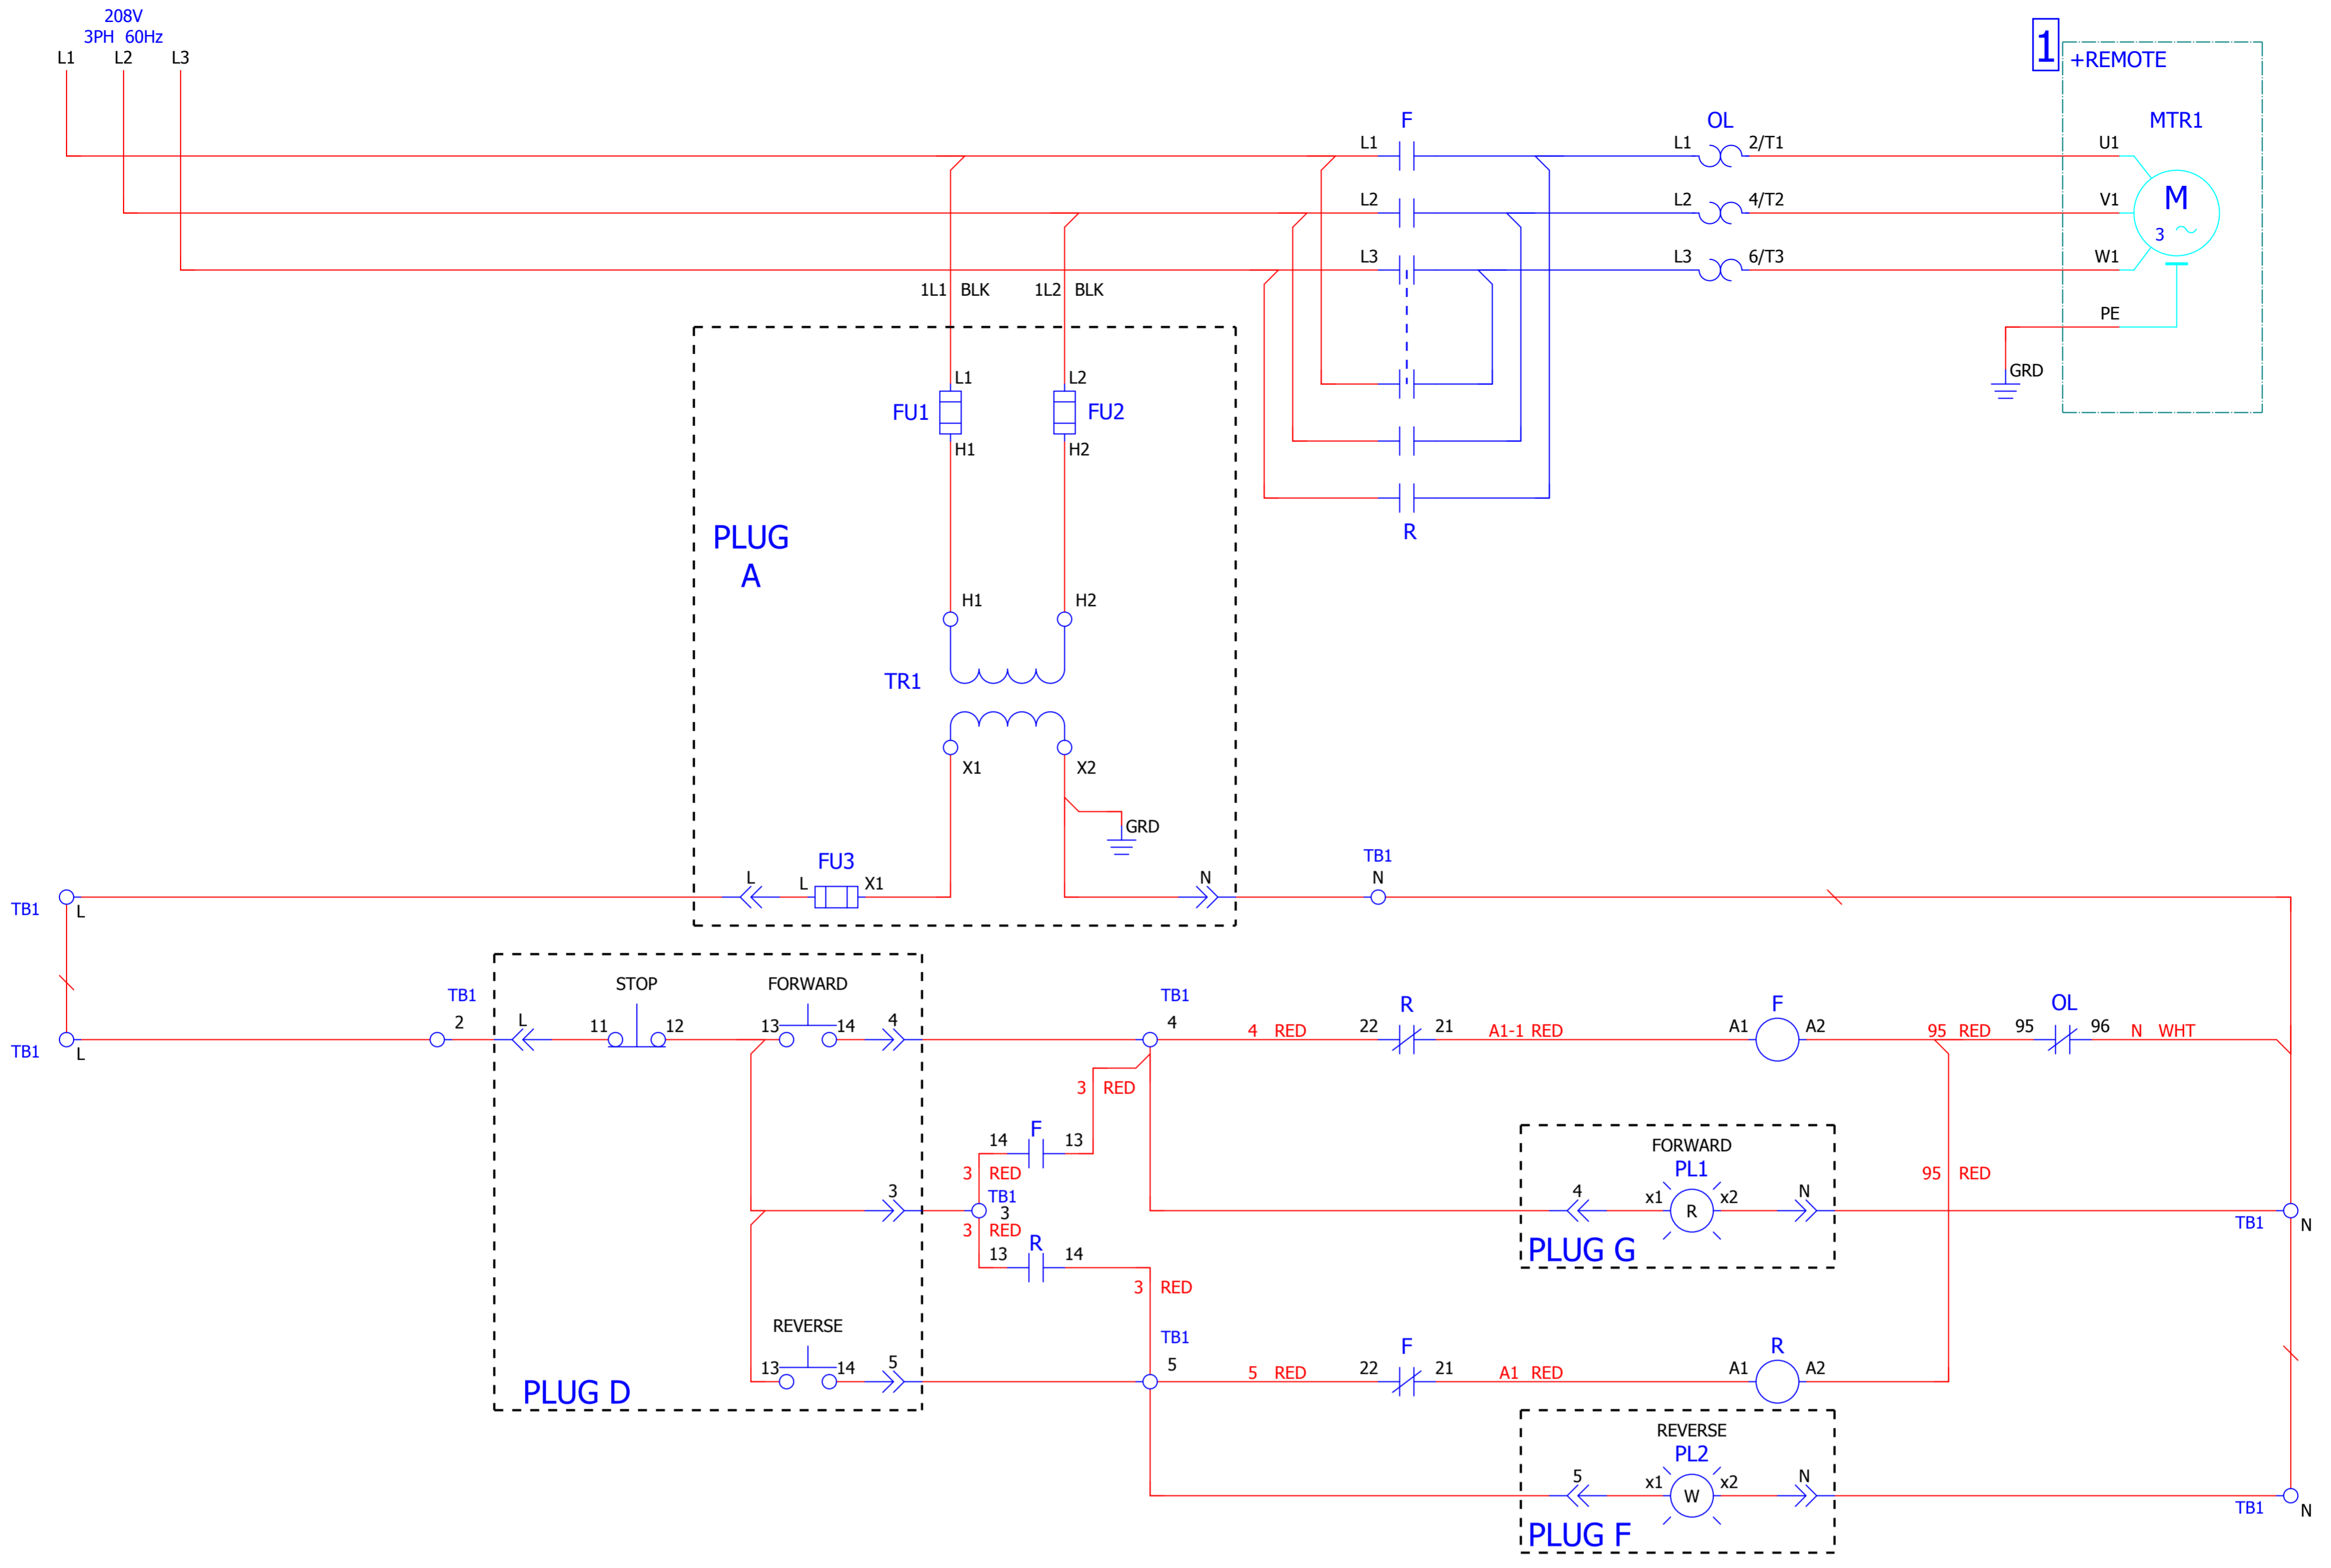 208V
3PH 60Hz
L1 L2 L3
1 +REMOTE
F OL MTR1
L1 L1 2/T1 U1
L2 L2 4/T2 V1
M
3
L3 L3 6/T3 W1
1L1 BLK 1L2 BLK
PE
GRD
L1 L2
FU1 FU2
H1 H2
R
PLUG
A
H1 H2
TR1
X1 X2
GRD
FU3
L L X1 N
TB1
N
TB1 L
STOP FORWARD
TB1
2
L 11 12 13 14 4
TB1
4
4 RED
R
22 21
A1-1 RED
F
A1 A2
95 RED
OL
95 96
N WHT
TB1 L
3 RED
F
14 13
3 RED
TB1
3
3
3 RED
R
13 14
3 RED
FORWARD
PL1
4 x1 R x2 N
PLUG G
95 RED
TB1 N
REVERSE
13 14 5
PLUG D
TB1
5
5 RED
F
22 21
A1 RED
R
A1 A2
REVERSE
PL2
5 x1 W x2 N
PLUG F
TB1 N